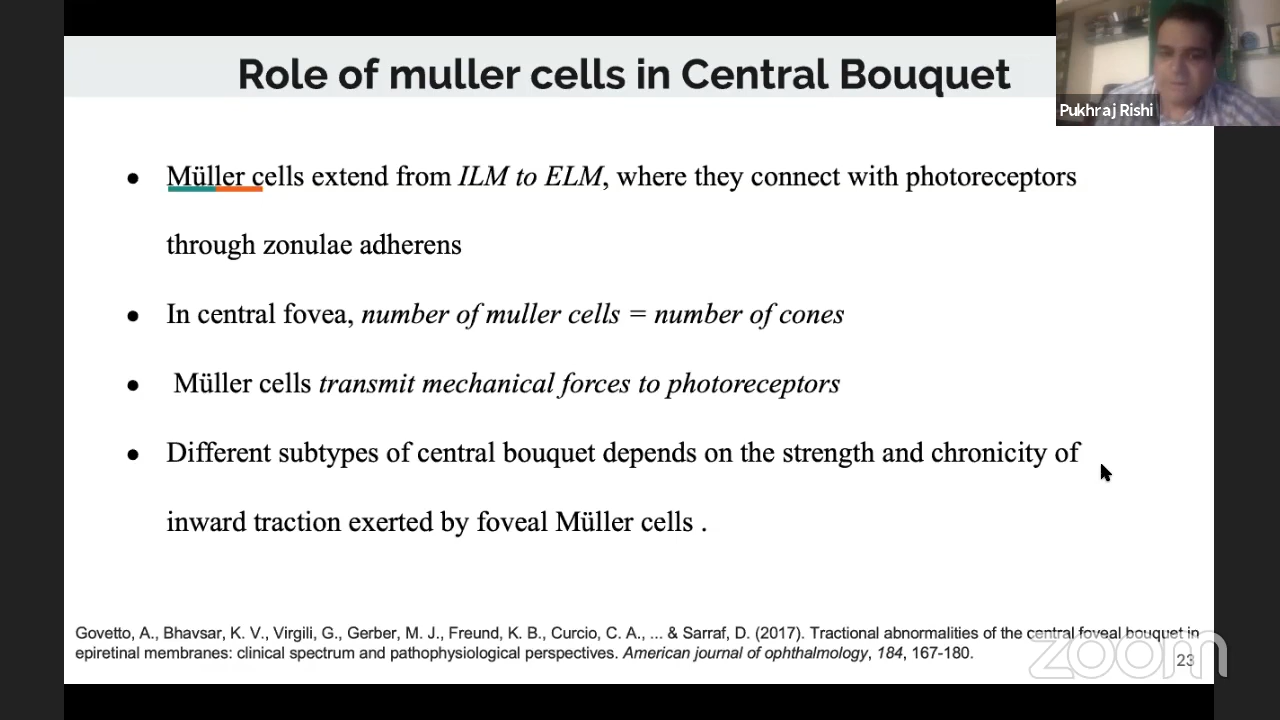 Role of muller cells in Central Bouquet
Pukhraj Rishi
● Müller cells extend from ILM to ELM, where they connect with photoreceptors
through zonulae adherens
● In central fovea, number of muller cells = number of cones
● Müller cells transmit mechanical forces to photoreceptors
● Different subtypes of central bouquet depends on the strength and chronicity of
inward traction exerted by foveal Müller cells .
Govetto, A., Bhavsar, K. V., Virgili, G., Gerber, M. J., Freund, K. B., Curcio, C. A., ... & Sarraf, D. (2017). Tractional abnormalities of the central foveal bouquet in
epiretinal membranes: clinical spectrum and pathophysiological perspectives. American journal of ophthalmology, 184, 167-180.
zoom
23